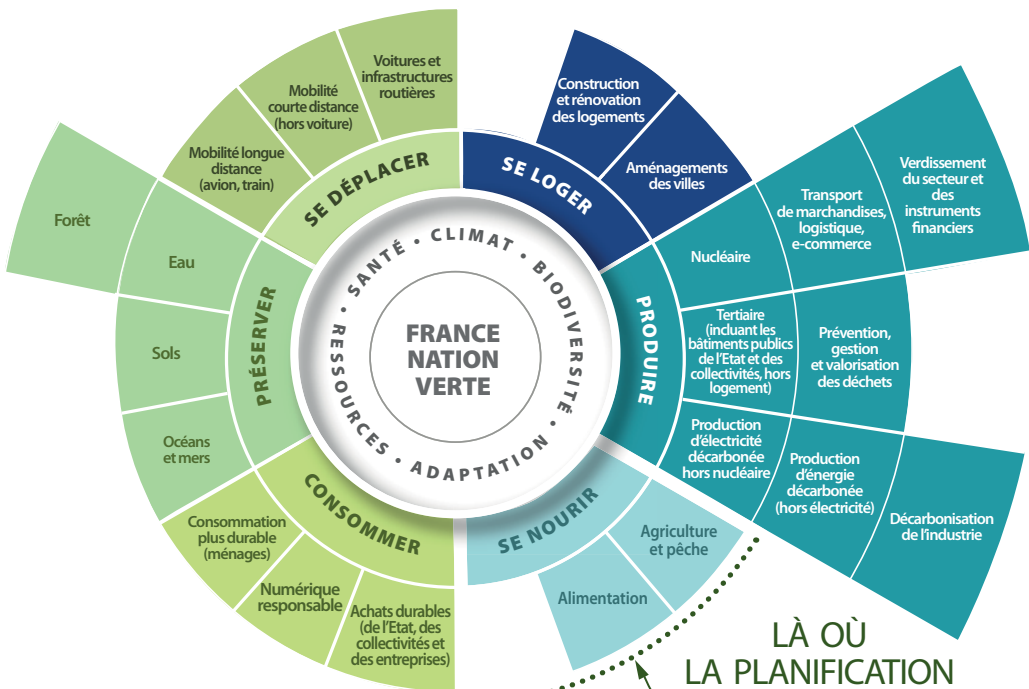 FRANCE
NATION
VERTE
SANTÉ • CLIMAT • BIODIVERSITÉ • ADAPTATION • RESSOURCES •
SE DÉPLACER
Mobilité longue
distance
(avion, train)
Mobilité
courte distance
(hors voiture)
Voitures et
infrastructures
routières
SE LOGER
Construction
et rénovation
des logements
Aménagements
des villes
PRODUIRE
Nucléaire
Transport
de marchandises,
logistique,
e-commerce
Verdissement
du secteur et
des
instruments
financiers
Tertiaire
(incluant les
bâtiments publics
de l'Etat et des
collectivités, hors
logement)
Prévention,
gestion
et valorisation
des déchets
Production
d'électricité
décarbonée
hors nucléaire
Production
d'énergie
décarbonée
(hors électricité)
Décarbonisation
de l'industrie
SE NOURIR
Agriculture
et pêche
Alimentation
CONSOMMER
Achats durables
(de l'Etat, des
collectivités et
des entreprises)
Numérique
responsable
Consommation
plus durable
(ménages)
PRÉSERVER
Océans
et mers
Sols
Eau
Forêt
LÀ OÙ
LA PLANIFICATION